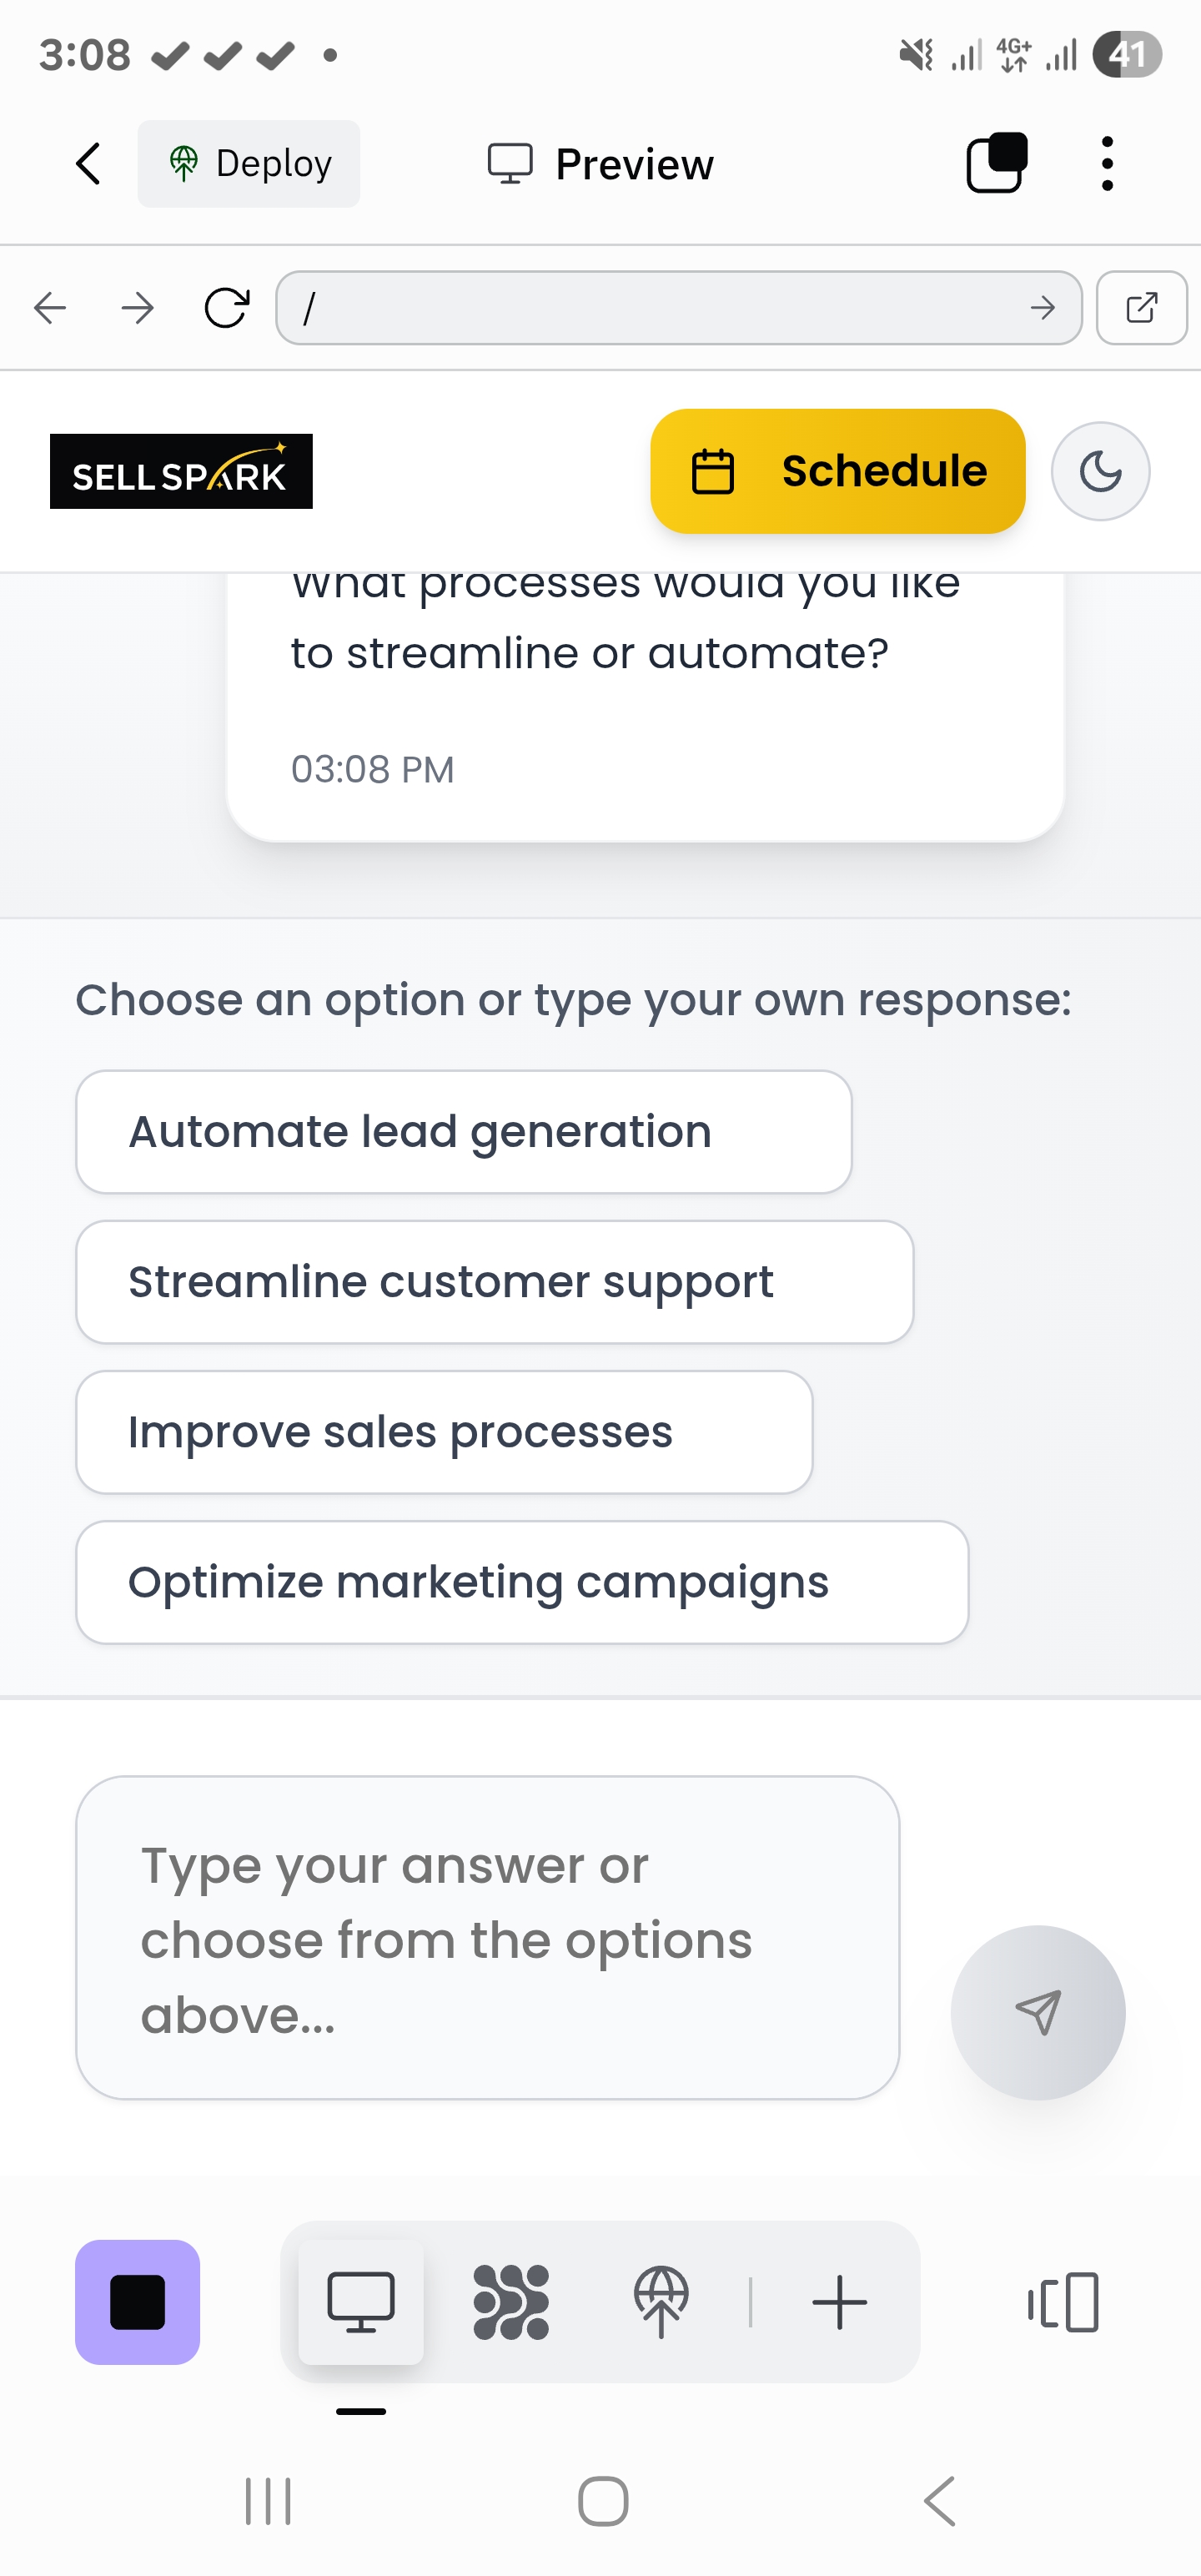 3:08
4G+
41
Deploy
Preview
/
SELLSPARK
Schedule
What processes would you like
to streamline or automate?
03:08 PM
Choose an option or type your own response:
Automate lead generation
Streamline customer support
Improve sales processes
Optimize marketing campaigns
Type your answer or
choose from the options
above...